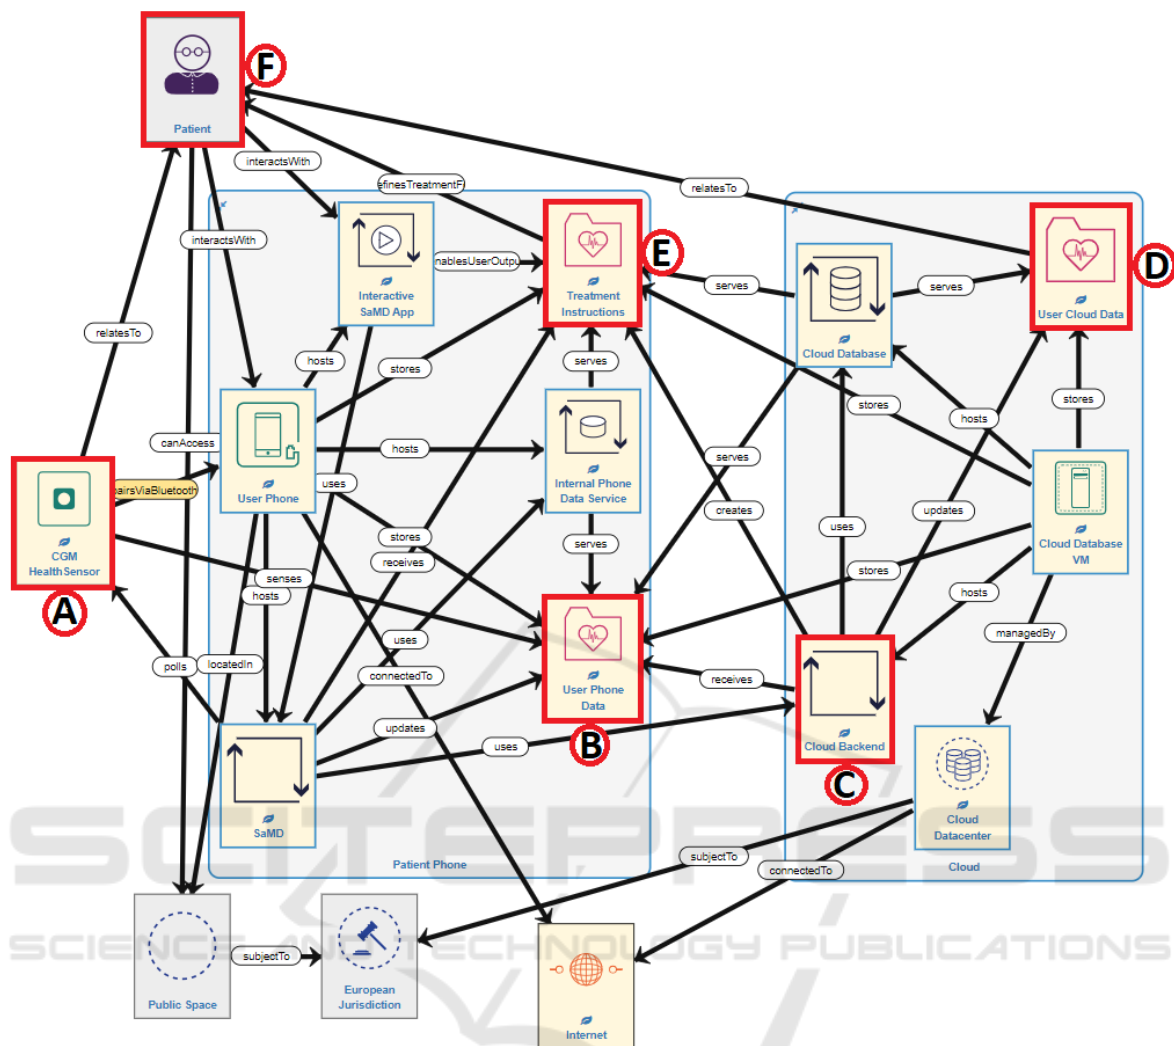 F
Patient
interactsWith
efinesTreatmentF
relatesTo
interactsWith
nablesUserOutpu
E
D
Interactive
SaMD App
Treatment
Instructions
serves
serves
User Cloud Data
Cloud Database
relatesTo
hosts
stores
serves
stores
stores
hosts
canAccess
hosts
serves
pairsViaBluetooth
User Phone
uses
Internal Phone
Data Service
creates
updates
uses
Cloud Database
VM
CGM
HealthSensor
A
stores
receives
serves
senses
hosts
stores
hosts
managedBy
uses
polls
locatedIn
connectedTo
receives
User Phone
Data
updates
B
uses
Cloud Backend
C
SaMD
Cloud
Datacenter
Patient Phone
subjectTo
connectedTo
Cloud
SCITEPRESS
SCIENCE AND TECHNOLOGY PUBLICATIONS
subjectTo
Public Space
European
Jurisdiction
Internet